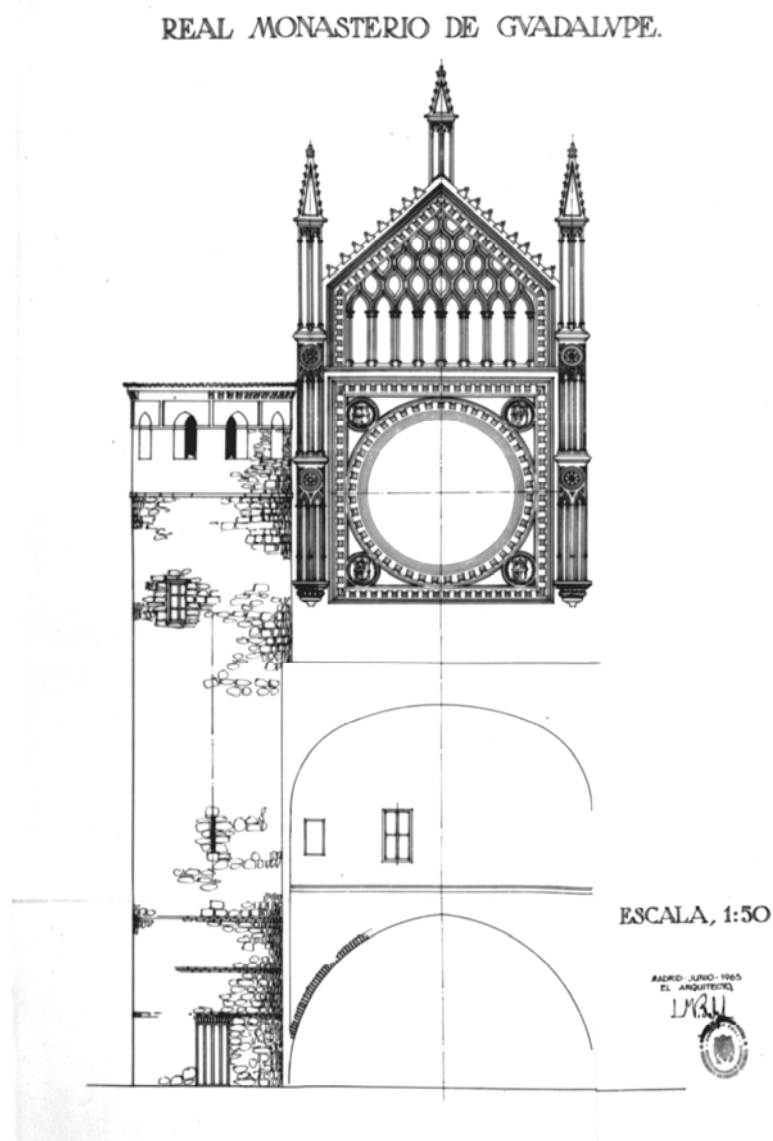 REAL MONASTERIO DE GVADALVPE.
ESCALA, 1:50
MADRID - JUNIO - 1965
EL ARQUITECTO,